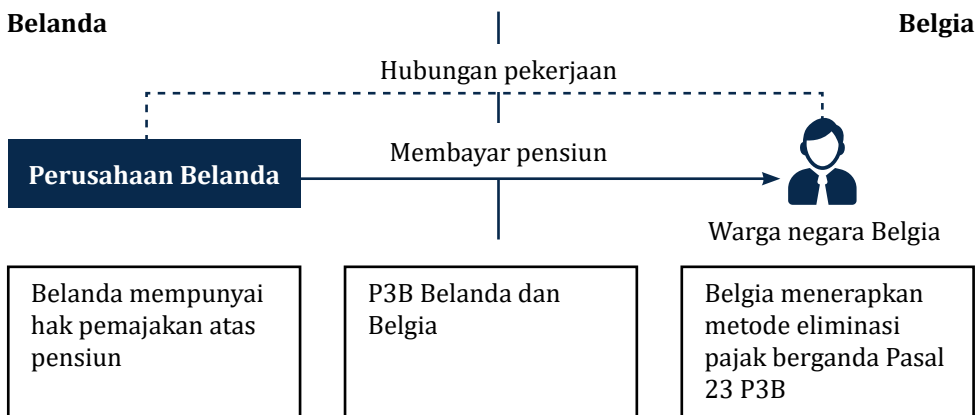 Belanda
Belgia
Hubungan pekerjaan
Membayar pensiun
Perusahaan Belanda
Warga negara Belgia
Belanda mempunyai
hak pemajakan atas
pensiun
P3B Belanda dan
Belgia
Belgia menerapkan
metode eliminasi
pajak berganda Pasal
23 P3B